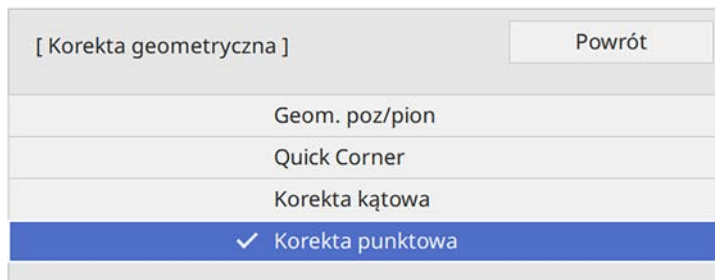 [ Korekta geometryczna ]
Powrót
Geom. poz/pion
Quick Corner
Korekta kątowa
Korekta punktowa